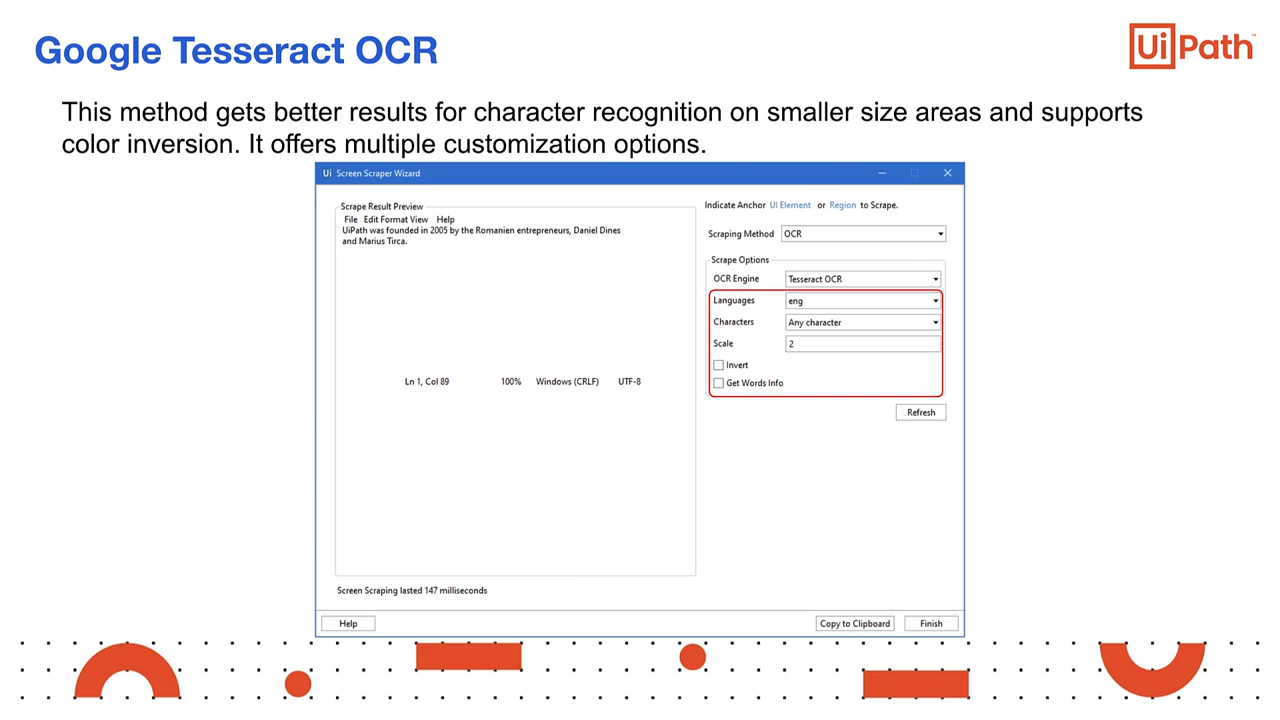 Google Tesseract OCR
UiPath™
This method gets better results for character recognition on smaller size areas and supports
color inversion. It offers multiple customization options.
Ui Screen Scraper Wizard
Scrape Result Preview
File Edit Format View Help
UiPath was founded in 2005 by the Romanien entrepreneurs, Daniel Dines
and Marius Tirca.
Ln 1, Col 89 100% Windows (CRLF) UTF-8
Screen Scraping lasted 147 milliseconds
Indicate Anchor UI Element or Region to Scrape.
Scraping Method OCR
Scrape Options
OCR Engine Tesseract OCR
Languages eng
Characters Any character
Scale 2
Invert
Get Words Info
Refresh
Help
Copy to Clipboard
Finish